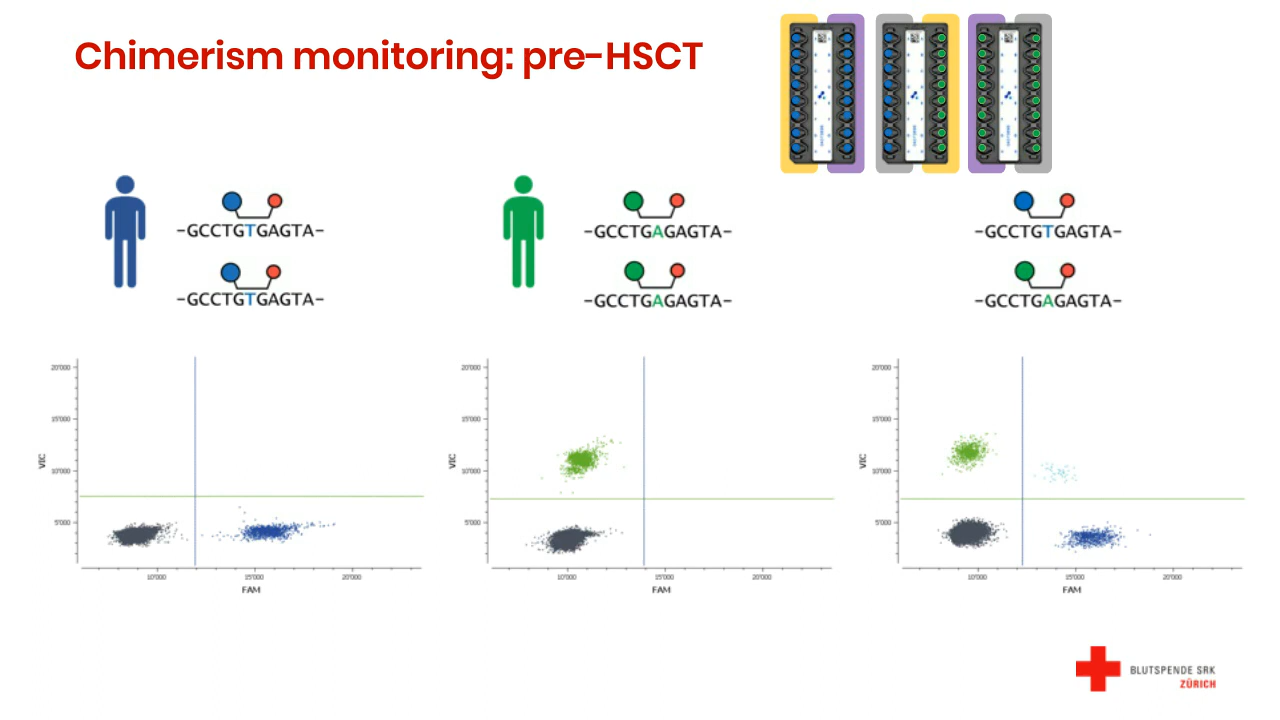 Chimerism monitoring: pre-HSCT
-GCCTGTGAGTA-
-GCCTGTGAGTA-
-GCCTGAGAGTA-
-GCCTGAGAGTA-
-GCCTGTGAGTA-
-GCCTGAGAGTA-
20'000
15'000
10'000
5'000
VIC
10'000 15'000 20'000
FAM
20'000
15'000
10'000
5'000
VIC
10'000 15'000 20'000
FAM
20'000
15'000
10'000
5'000
VIC
10'000 15'000 20'000
FAM
BLUTSPENDE SRK
ZÜRICH